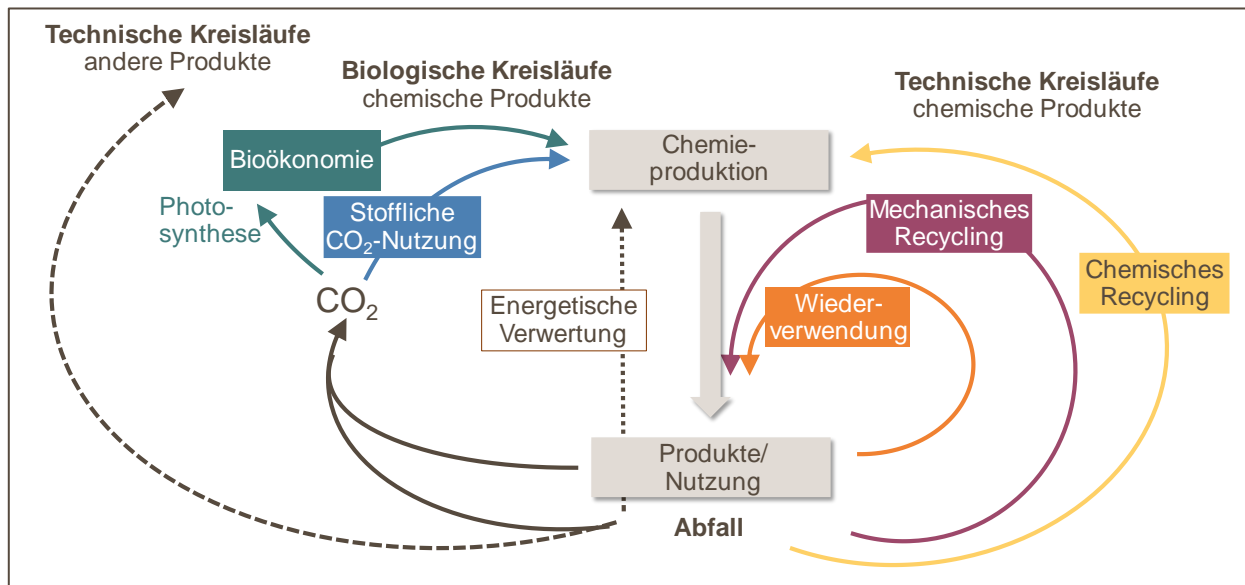 Technische Kreisläufe
andere Produkte
Biologische Kreisläufe
chemische Produkte
Technische Kreisläufe
chemische Produkte
Bioökonomie
Chemie-
produktion
Photo-
synthese
Stoffliche
CO₂-Nutzung
Mechanisches
Recycling
Chemisches
Recycling
CO₂
Energetische
Verwertung
Wieder-
verwendung
Produkte/
Nutzung
Abfall